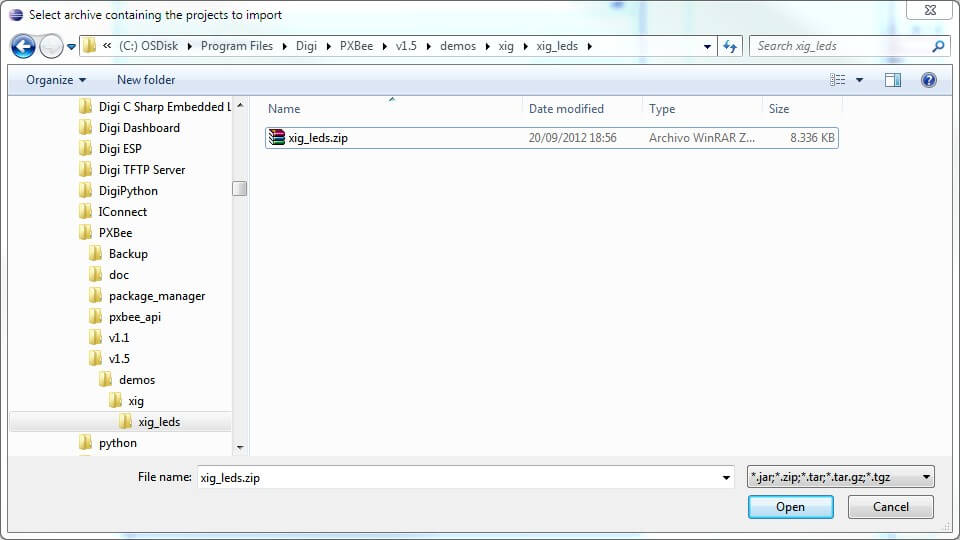 Select archive containing the projects to import
« (C:) OSDisk Program Files Digi PXBee v1.5 demos xig xig_leds
Search xig_leds
Organize New folder
Digi C Sharp Embedded L
Digi Dashboard
Digi ESP
Digi TFTP Server
DigiPython
IConnect
PXBee
Backup
doc
package_manager
pxbee_api
v1.1
v1.5
demos
xig
xig_leds
python
Name Date modified Type Size
xig_leds.zip 20/09/2012 18:56 Archivo WinRAR Z... 8.336 KB
File name: xig_leds.zip *.jar;*.zip;*.tar;*.tar.gz;*.tgz
Open Cancel